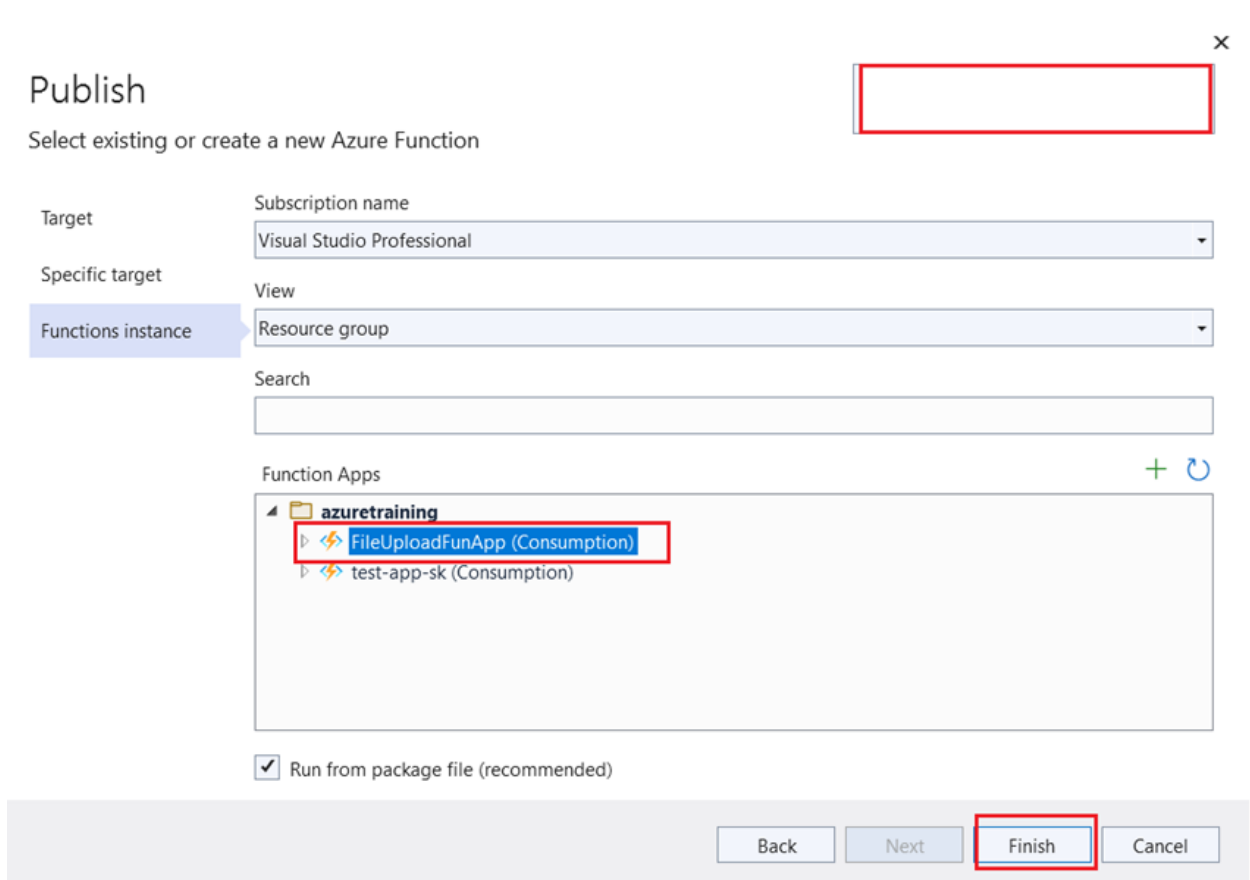 Publish
Select existing or create a new Azure Function
Target
Specific target
Functions instance
Subscription name
Visual Studio Professional
View
Resource group
Search
Function Apps
azuretraining
FileUploadFunApp (Consumption)
test-app-sk (Consumption)
Run from package file (recommended)
Back Next Finish Cancel